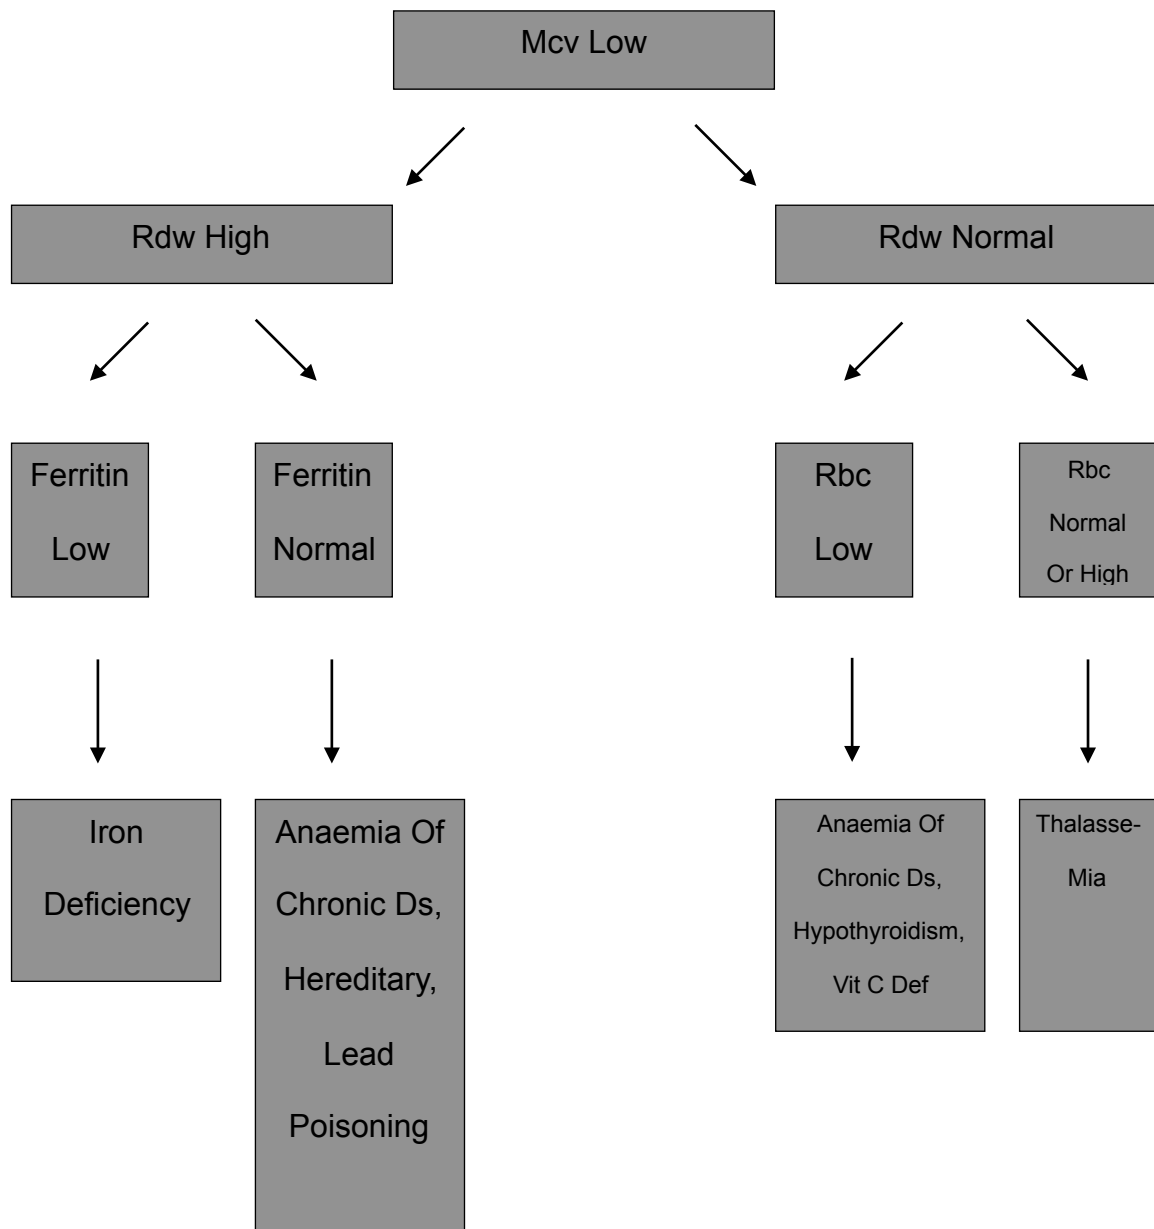 Mcv Low
Rdw High
Rdw Normal
Ferritin
Low
Ferritin
Normal
Rbc
Low
Rbc
Normal
Or High
Iron
Deficiency
Anaemia Of
Chronic Ds,
Hereditary,
Lead
Poisoning
Anaemia Of
Chronic Ds,
Hypothyroidism,
Vit C Def
Thalasse-
Mia